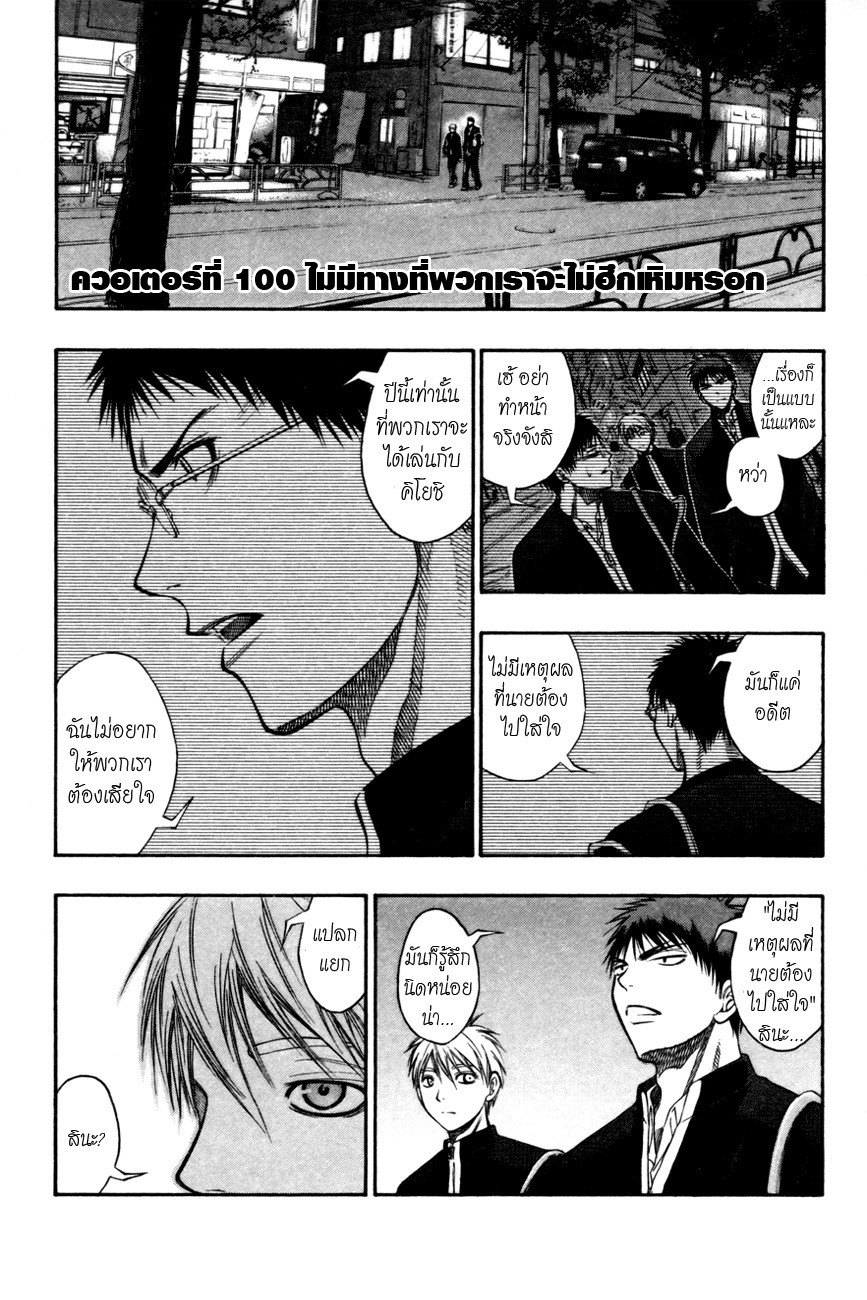 ควอเตอร์ที่ 100 ไม่มีทางที่พวกเราจะไม่ฮึกเหิมหรอก
...เรื่องก็
เป็นแบบ
นั้นแหละ
หว่า
เฮ้ อย่า
ทำหน้า
จริงจังสิ
ปีนี้เท่านั้น
ที่พวกเราจะ
ได้เล่นกับ
คิโยชิ
ฉันไม่อยาก
ให้พวกเรา
ต้องเสียใจ
มันก็แค่
อดีต
ไม่มีเหตุผล
ที่นายต้อง
ไปใส่ใจ
"ไม่มี
เหตุผลที่
นายต้อง
ไปใส่ใจ"
สินะ...
มันก็รู้สึก
นิดหน่อย
น่า...
แปลก
แยก
สินะ?